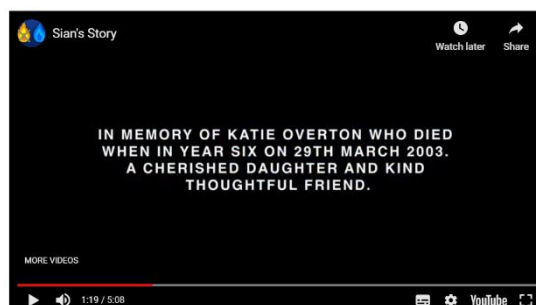 Sian's Story
Watch later
Share
IN MEMORY OF KATIE OVERTON WHO DIED
WHEN IN YEAR SIX ON 29TH MARCH 2003.
A CHERISHED DAUGHTER AND KIND
THOUGHTFUL FRIEND.
MORE VIDEOS
1:19 / 5:08
YouTube